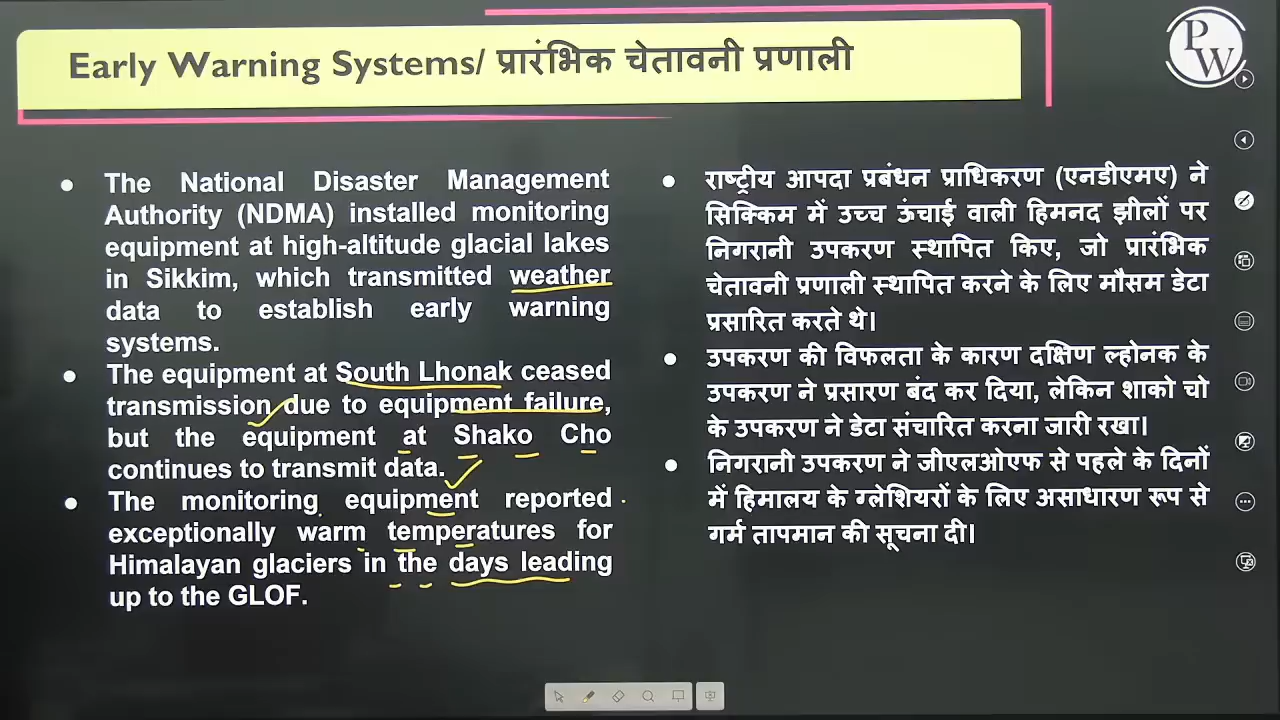 Early Warning Systems/ प्रारंभिक चेतावनी प्रणाली
PW
The National Disaster Management
Authority (NDMA) installed monitoring
equipment at high-altitude glacial lakes
in Sikkim, which transmitted weather
data to establish early warning
systems.
The equipment at South Lhonak ceased
transmission due to equipment failure,
but the equipment at Shako Cho
continues to transmit data.
The monitoring equipment reported
exceptionally warm temperatures for
Himalayan glaciers in the days leading
up to the GLOF.
राष्ट्रीय आपदा प्रबंधन प्राधिकरण (एनडीएमए) ने
सिक्किम में उच्च ऊंचाई वाली हिमनद झीलों पर
निगरानी उपकरण स्थापित किए, जो प्रारंभिक
चेतावनी प्रणाली स्थापित करने के लिए मौसम डेटा
प्रसारित करते थे।
उपकरण की विफलता के कारण दक्षिण ल्होनक के
उपकरण ने प्रसारण बंद कर दिया, लेकिन शाको चो
के उपकरण ने डेटा संचारित करना जारी रखा।
निगरानी उपकरण ने जीएलओएफ से पहले के दिनों
में हिमालय के ग्लेशियरों के लिए असाधारण रूप से
गर्म तापमान की सूचना दी।